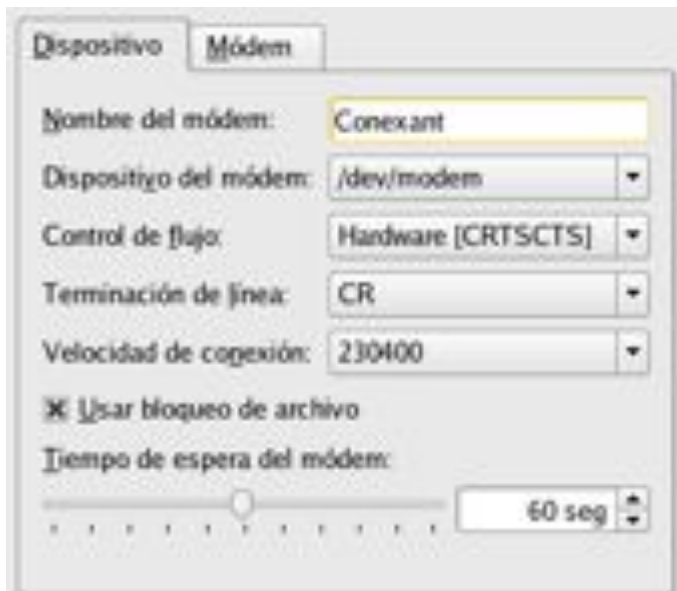 Dispositivo Módem
Nombre del módem: Conexant
Dispositivo del módem: /dev/modem
Control de flujo: Hardware [CRTSCTS]
Terminación de línea: CR
Velocidad de conexión: 230400
Usar bloqueo de archivo
Tiempo de espera del módem:
60 seg